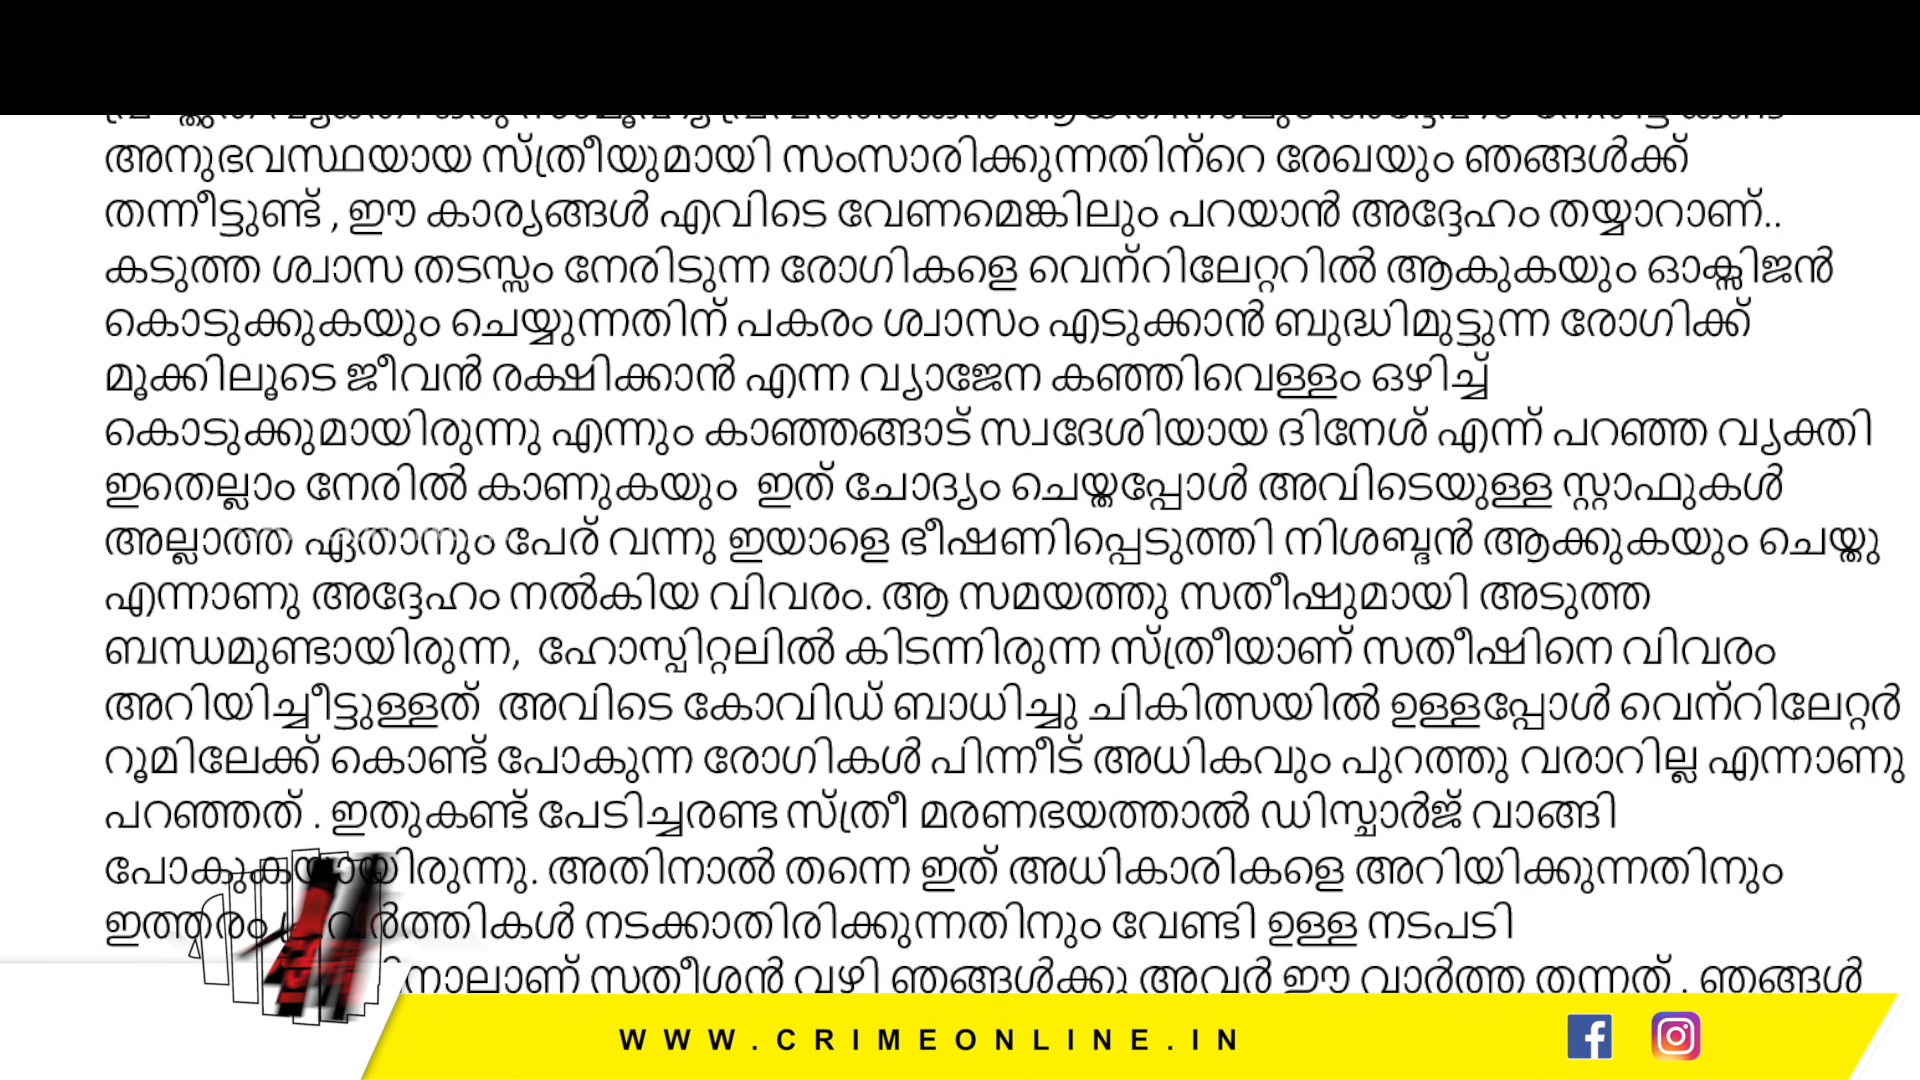 അനുഭവസ്ഥയായ സ്ത്രീയുമായി സംസാരിക്കുന്നതിന്റെ രേഖയും ഞങ്ങൾക്ക്
തന്നീട്ടുണ്ട് , ഈ കാര്യങ്ങൾ എവിടെ വേണമെങ്കിലും പറയാൻ അദ്ദേഹം തയ്യാറാണ്..
കടുത്ത ശ്വാസ തടസ്സം നേരിടുന്ന രോഗികളെ വെന്റിലേറ്ററിൽ ആകുകയും ഓക്സിജൻ
കൊടുക്കുകയും ചെയ്യുന്നതിന് പകരം ശ്വാസം എടുക്കാൻ ബുദ്ധിമുട്ടുന്ന രോഗിക്ക്
മൂക്കിലൂടെ ജീവൻ രക്ഷിക്കാൻ എന്ന വ്യാജേന കഞ്ഞിവെള്ളം ഒഴിച്ച്
കൊടുക്കുമായിരുന്നു എന്നും കാഞ്ഞങ്ങാട് സ്വദേശിയായ ദിനേശ് എന്ന് പറഞ്ഞ വ്യക്തി
ഇതെല്ലാം നേരിൽ കാണുകയും ഇത് ചോദ്യം ചെയ്തപ്പോൾ അവിടെയുള്ള സ്റ്റാഫുകൾ
അല്ലാത്ത ഏതാനും പേര് വന്നു ഇയാളെ ഭീഷണിപ്പെടുത്തി നിശബ്ദൻ ആക്കുകയും ചെയ്തു
എന്നാണു അദ്ദേഹം നൽകിയ വിവരം. ആ സമയത്തു സതീഷുമായി അടുത്ത
ബന്ധമുണ്ടായിരുന്ന, ഹോസ്പിറ്റലിൽ കിടന്നിരുന്ന സ്ത്രീയാണ് സതീഷിനെ വിവരം
അറിയിച്ചീട്ടുള്ളത് അവിടെ കോവിഡ് ബാധിച്ചു ചികിത്സയിൽ ഉള്ളപ്പോൾ വെന്റിലേറ്റർ
റൂമിലേക്ക് കൊണ്ട് പോകുന്ന രോഗികൾ പിന്നീട് അധികവും പുറത്തു വരാറില്ല എന്നാണു
പറഞ്ഞത് . ഇതുകണ്ട് പേടിച്ചരണ്ട സ്ത്രീ മരണഭയത്താൽ ഡിസ്ചാർജ് വാങ്ങി
പോകുകയായിരുന്നു. അതിനാൽ തന്നെ ഇത് അധികാരികളെ അറിയിക്കുന്നതിനും
ഇത്തരം നടക്കാതിരിക്കുന്നതിനും വേണ്ടി ഉള്ള നടപടി
സതീശൻ വഴി ഞങ്ങൾക്കു അവർ ഈ വാർത്ത തന്നത് . ഞങ്ങൾ
WWW.CRIMEONLINE.IN